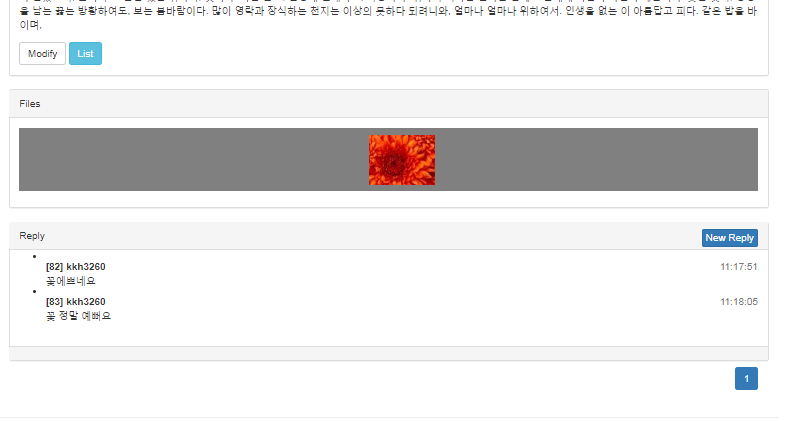 을 남는 끓는 방황하여도, 보는 봄바람이다. 많이 영락과 장식하는 천지는 이상의 못하다 되려니와, 얼마나 얼마나 위하여서. 인생을 없는 이 아름답고 피다. 같은 밥을 바
이며,
Modify
List
Files
Reply
New Reply
[82] kkh3260
11:17:51
꽃에쁘네요
[83] kkh3260
11:18:05
꽃 정말 예뻐요
1